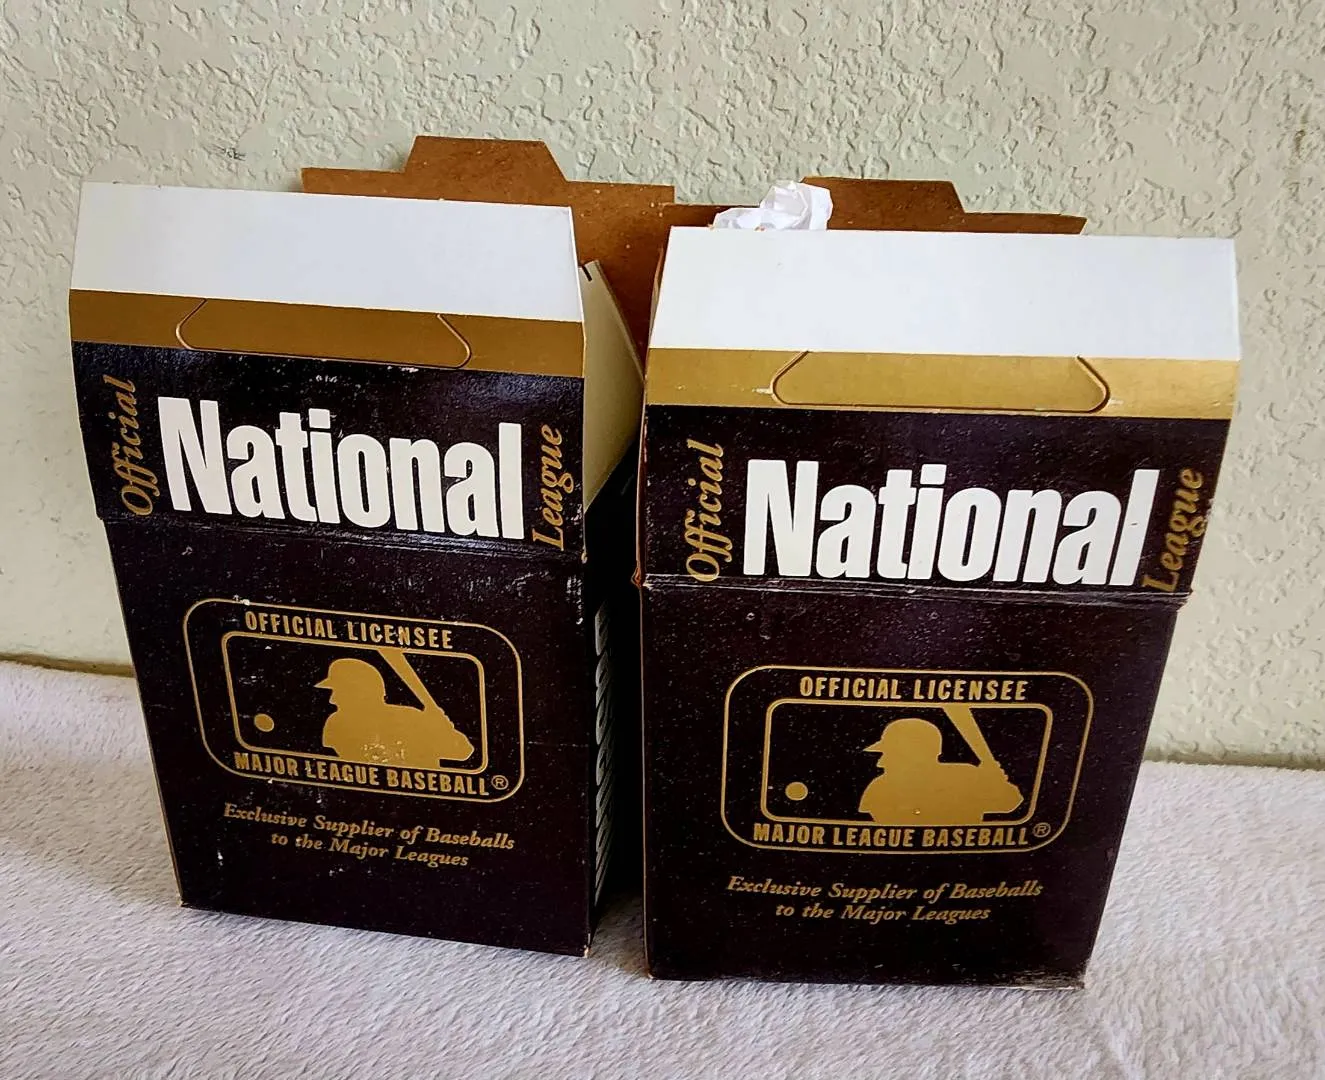 Official National League
OFFICIAL LICENSEE
MAJOR LEAGUE BASEBALL®
Exclusive Supplier of Baseballs
to the Major Leagues
Official National League
OFFICIAL LICENSEE
MAJOR LEAGUE BASEBALL®
Exclusive Supplier of Baseballs
to the Major Leagues